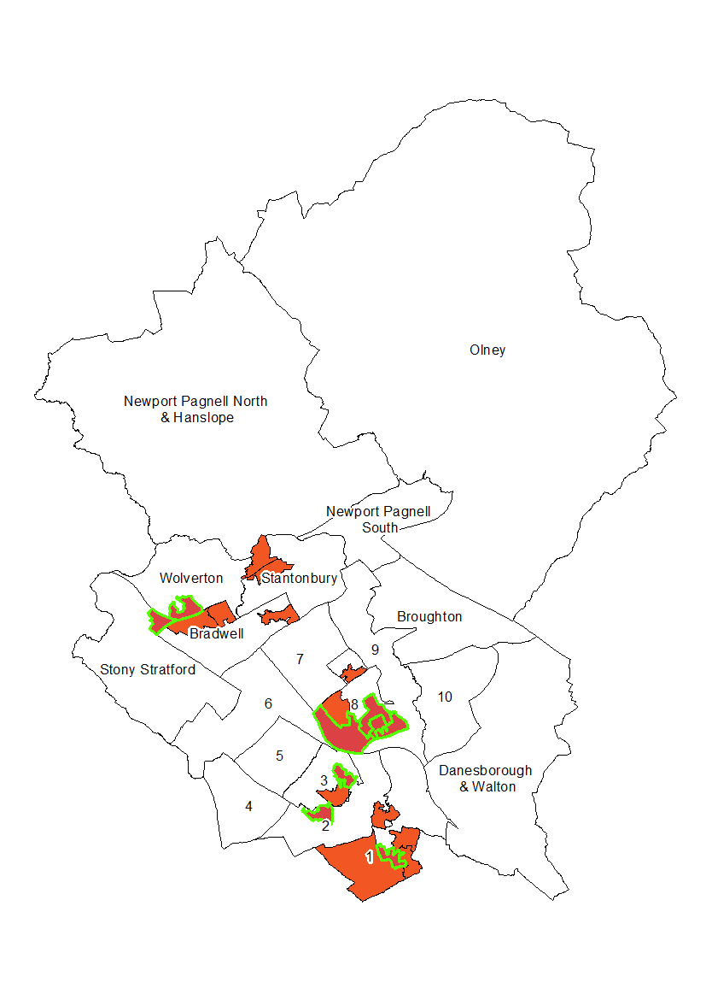 Olney
Newport Pagnell North
& Hanslope
Newport Pagnell
South
Wolverton
Stantonbury
Broughton
Bradwell
Stony Stratford
7
9
10
6
8
5
3
Danesborough
& Walton
4
2
1